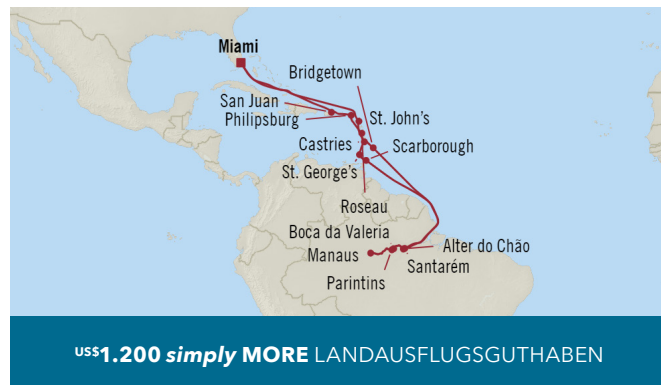 Miami
Bridgetown
San Juan
Philipsburg
St. John's
Castries
Scarborough
St. George's
Roseau
Boca da Valeria
Alter do Chão
Manaus
Santarém
Parintins
US$1.200 simply MORE LANDAUSFLUGSGUTHABEN